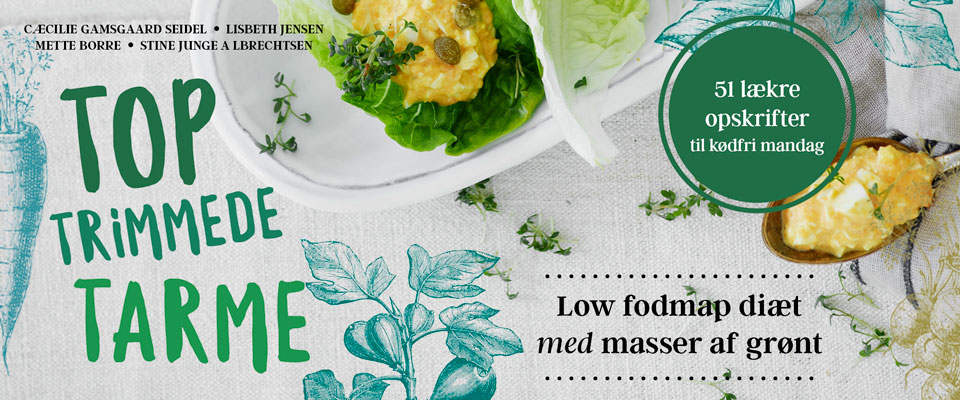 CÆCILIE GAMSGAARD SEIDEL • LISBETH JENSEN
METTE BORRE • STINE JUNGE A LBRECHTSEN
TOP
TRIMMEDE
TARME
51 lækre
opskrifter
til kødfri mandag
Low fodmap diæt
med masser af grønt